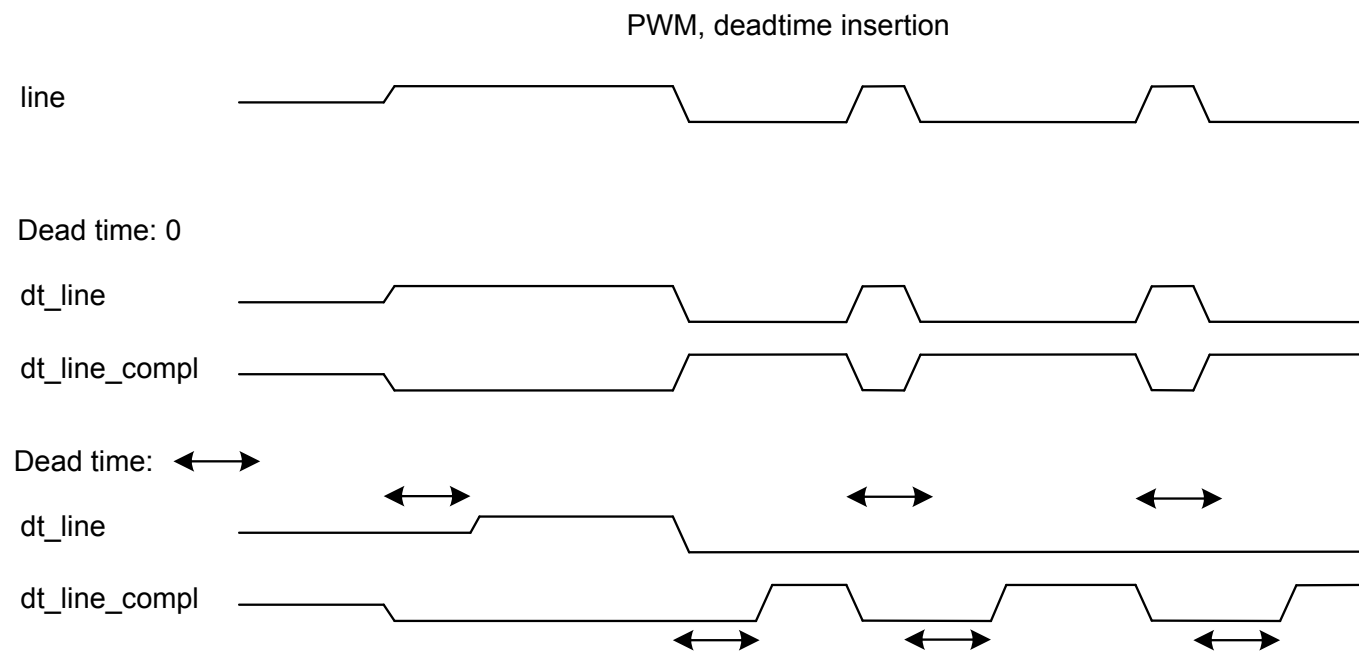 PWM, deadtime insertion
line
Dead time: 0
dt_line
dt_line_compl
Dead time:
dt_line
dt_line_compl